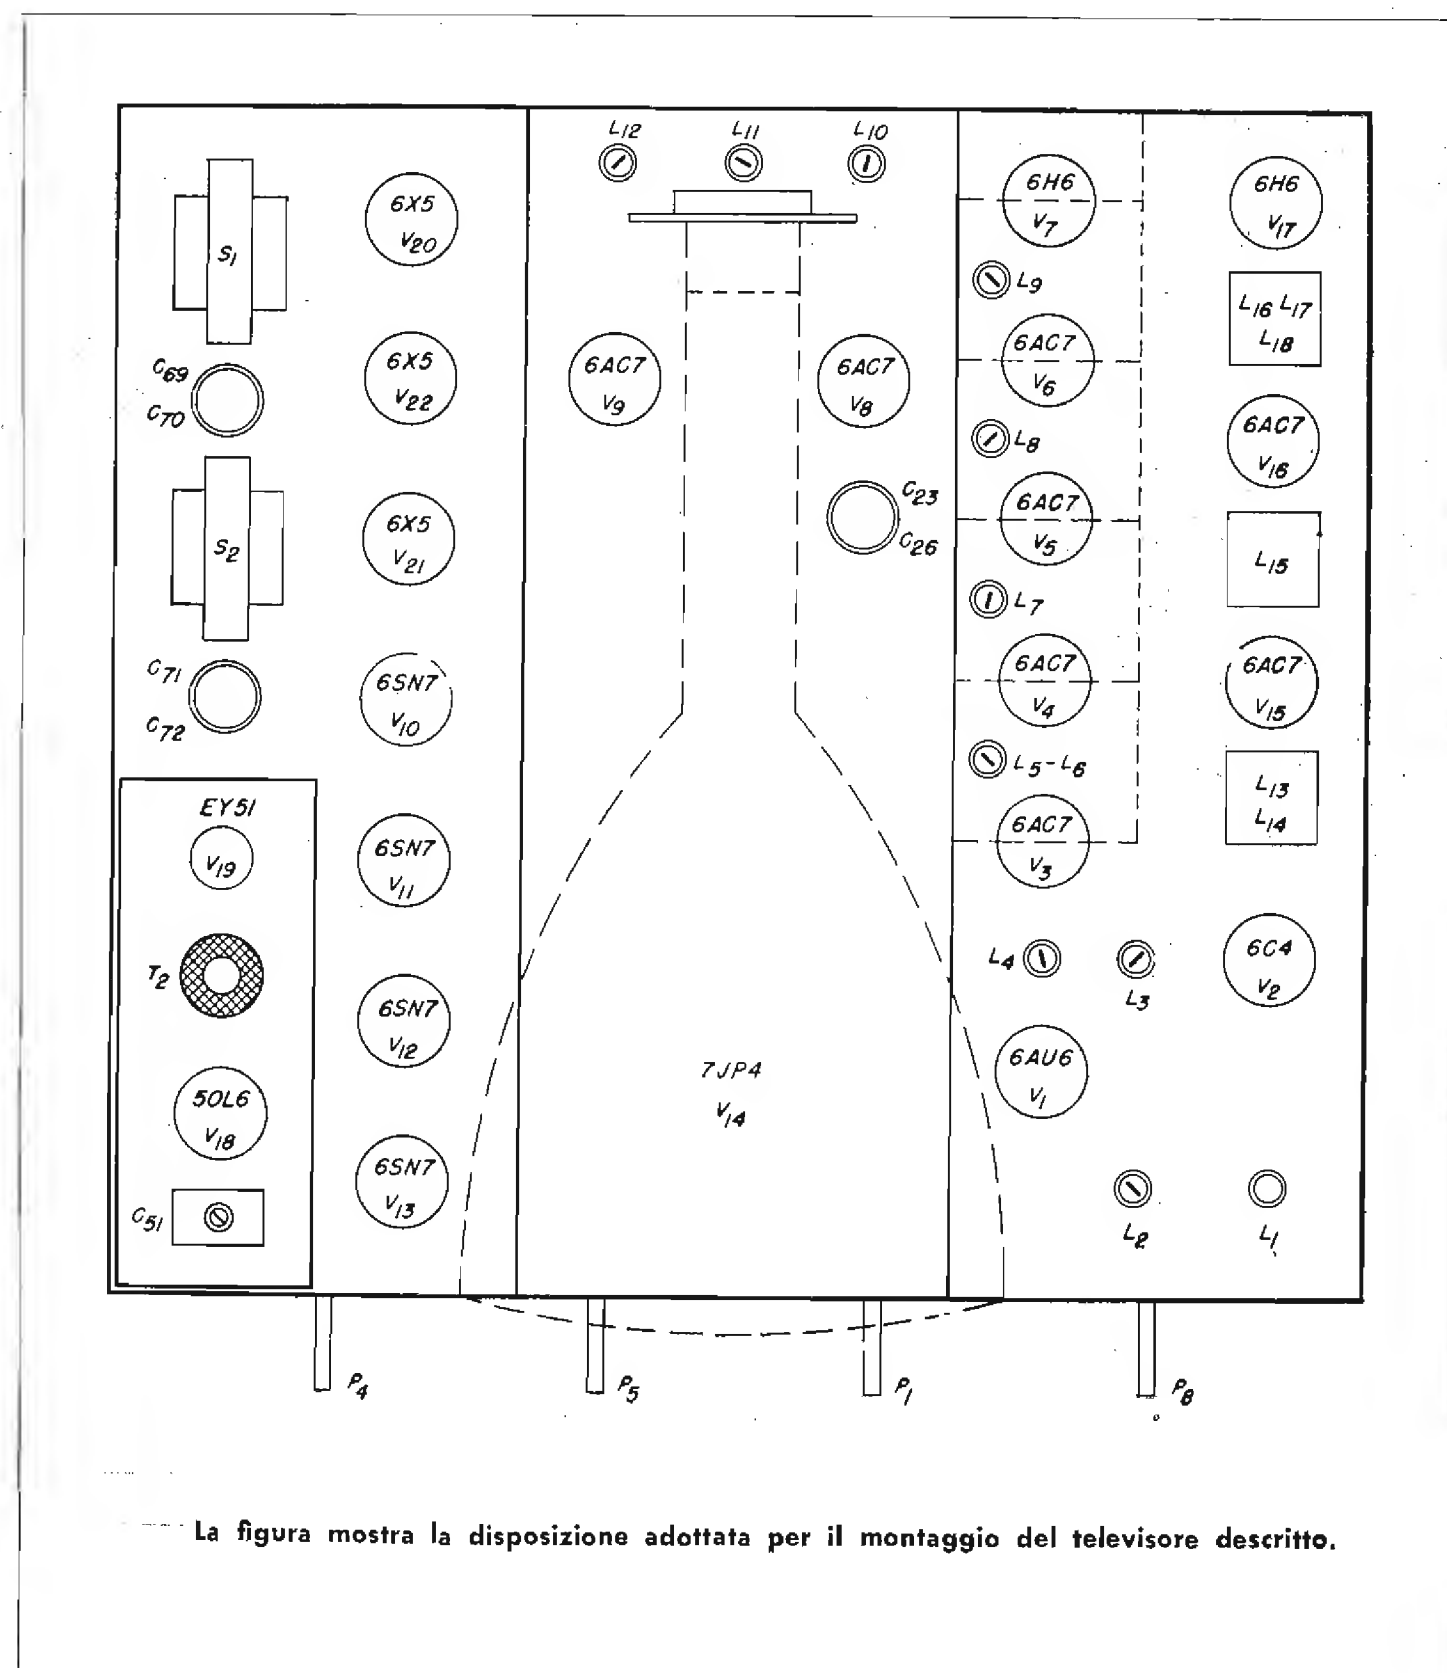 L12
L11
L10
S1
6X5
V20
6H6
V7
6H6
V17
L9
L16 L17
L18
C69
C70
6X5
V22
6AC7
V9
6AC7
V8
6AC7
V6
L8
6AC7
V16
S2
6X5
V21
C23
C26
6AC7
V5
L15
L7
C71
C72
6SN7
V10
6AC7
V4
6AC7
V15
L5-L6
L13
L14
EY51
V19
6SN7
V11
6AC7
V3
T2
6SN7
V12
L4
L3
6C4
V2
7JP4
V14
6AU6
V1
50L6
V18
6SN7
V13
C51
L2
L1
P4
P5
P1
P8
La figura mostra la disposizione adottata per il montaggio del televisore descritto.